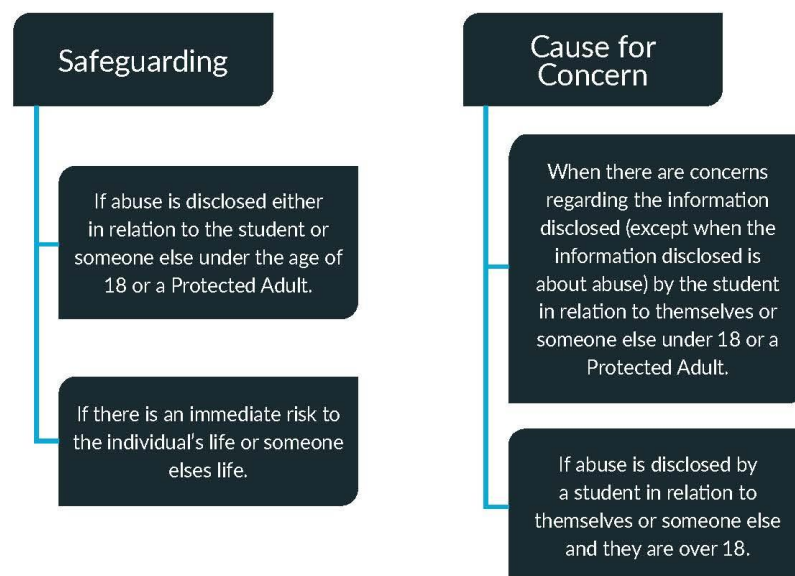 Safeguarding
If abuse is disclosed either
in relation to the student or
someone else under the age of
18 or a Protected Adult.
If there is an immediate risk to
the individual's life or someone
elses life.
Cause for
Concern
When there are concerns
regarding the information
disclosed (except when the
information disclosed is
about abuse) by the student
in relation to themselves or
someone else under 18 or a
Protected Adult.
If abuse is disclosed by
a student in relation to
themselves or someone else
and they are over 18.